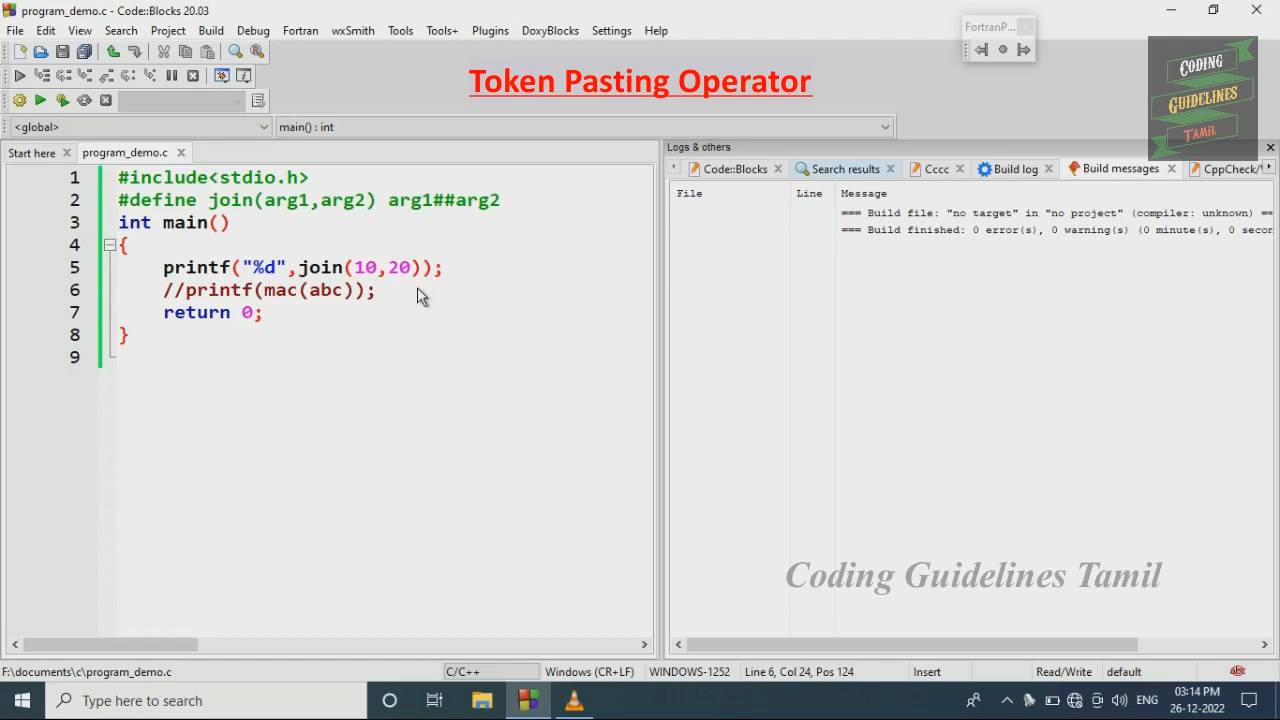 program_demo.c - Code::Blocks 20.03
File Edit View Search Project Build Debug Fortran wxSmith Tools Tools+ Plugins DoxyBlocks Settings Help
FortranP...
Token Pasting Operator
CODING
GUIDELINES
TAMIL
<global> main() : int
Start here program_demo.c
Logs & others
Code::Blocks Search results Cccc Build log Build messages CppCheck/
File Line Message
=== Build file: "no target" in "no project" (compiler: unknown) ==
=== Build finished: 0 error(s), 0 warning(s) (0 minute(s), 0 secon
1 #include<stdio.h>
2 #define join(arg1,arg2) arg1##arg2
3 int main()
4 {
5 printf("%d",join(10,20));
6 //printf(mac(abc));
7 return 0;
8 }
9
Coding Guidelines Tamil
F:\documents\c\program_demo.c C/C++ Windows (CR+LF) WINDOWS-1252 Line 6, Col 24, Pos 124 Insert Read/Write default
Type here to search
ENG
03:14 PM
26-12-2022